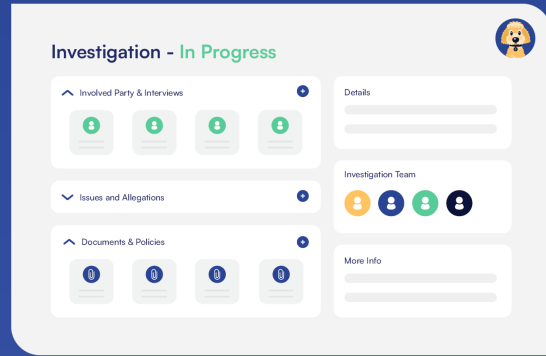 Investigation - In Progress
Involved Party & Interviews
Issues and Allegations
Documents & Policies
Details
Investigation Team
More Info